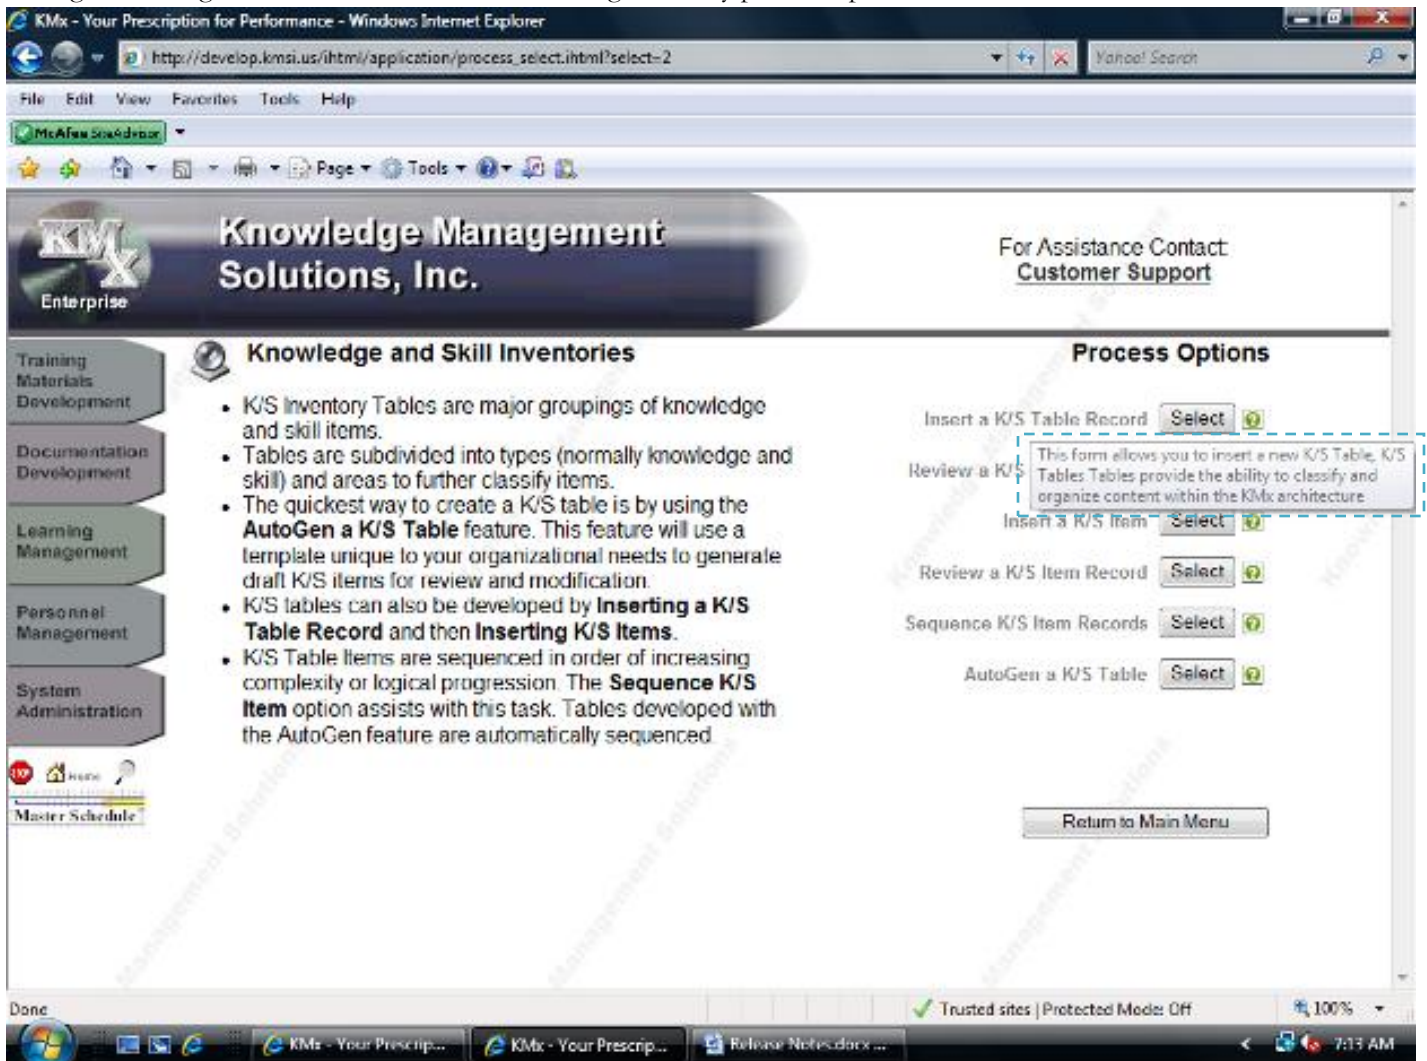 KMx - Your Prescription for Performance - Windows Internet Explorer
http://develop.kmsi.us/ihtml/application/process_select.ihtml?select=2
Yahoo! Search
File Edit View Favorites Tools Help
McAfee SiteAdvisor
Page Tools
KMX
Enterprise
Knowledge Management
Solutions, Inc.
For Assistance Contact:
Customer Support
Training
Materials
Development
Documentation
Development
Learning
Management
Personnel
Management
System
Administration
STOP Home
Master Schedule
Knowledge and Skill Inventories
• K/S Inventory Tables are major groupings of knowledge
and skill items.
• Tables are subdivided into types (normally knowledge and
skill) and areas to further classify items.
• The quickest way to create a K/S table is by using the
AutoGen a K/S Table feature. This feature will use a
template unique to your organizational needs to generate
draft K/S items for review and modification.
• K/S tables can also be developed by Inserting a K/S
Table Record and then Inserting K/S Items.
• K/S Table Items are sequenced in order of increasing
complexity or logical progression. The Sequence K/S
Item option assists with this task. Tables developed with
the AutoGen feature are automatically sequenced.
Process Options
Insert a K/S Table Record Select
This form allows you to insert a new K/S Table, K/S
Tables Tables provide the ability to classify and
organize content within the KMx architecture
Review a K/S
Insert a K/S Item Select
Review a K/S Item Record Select
Sequence K/S Item Records Select
AutoGen a K/S Table Select
Return to Main Menu
Done
Trusted sites | Protected Mode: Off
100%
KMx - Your Prescrip...
KMx - Your Prescrip...
Release Notes.docx ...
7:13 AM